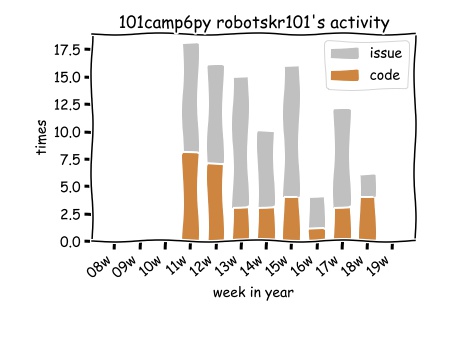 101camp6py robotskr101's activity
17.5
15.0
12.5
10.0
7.5
5.0
2.5
0.0
times
issue
code
08w 09w 10w 11w 12w 13w 14w 15w 16w 17w 18w 19w
week in year